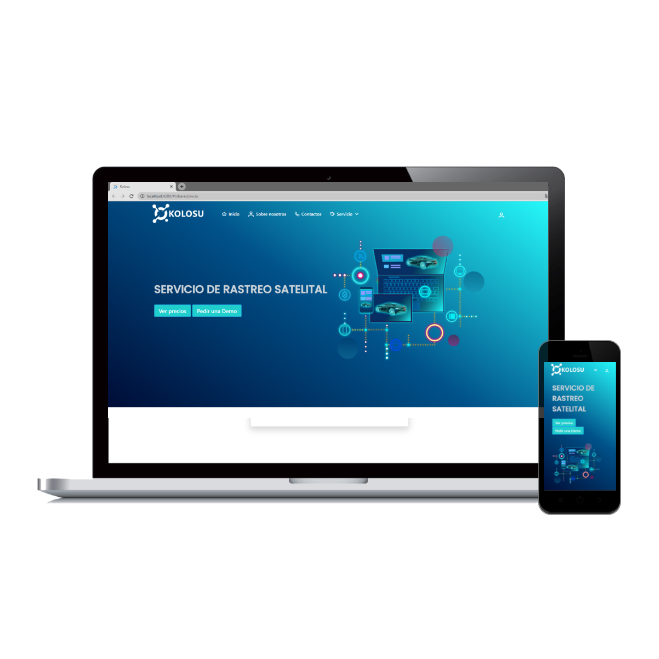 Kolosu
KOLOSU
Inicio
Sobre nosotros
Contactos
Servicio
SERVICIO DE RASTREO SATELITAL
Ver precios
Pedir una Demo
KOLOSU
SERVICIO DE
RASTREO
SATELITAL
Ver precios
Pedir una Demo